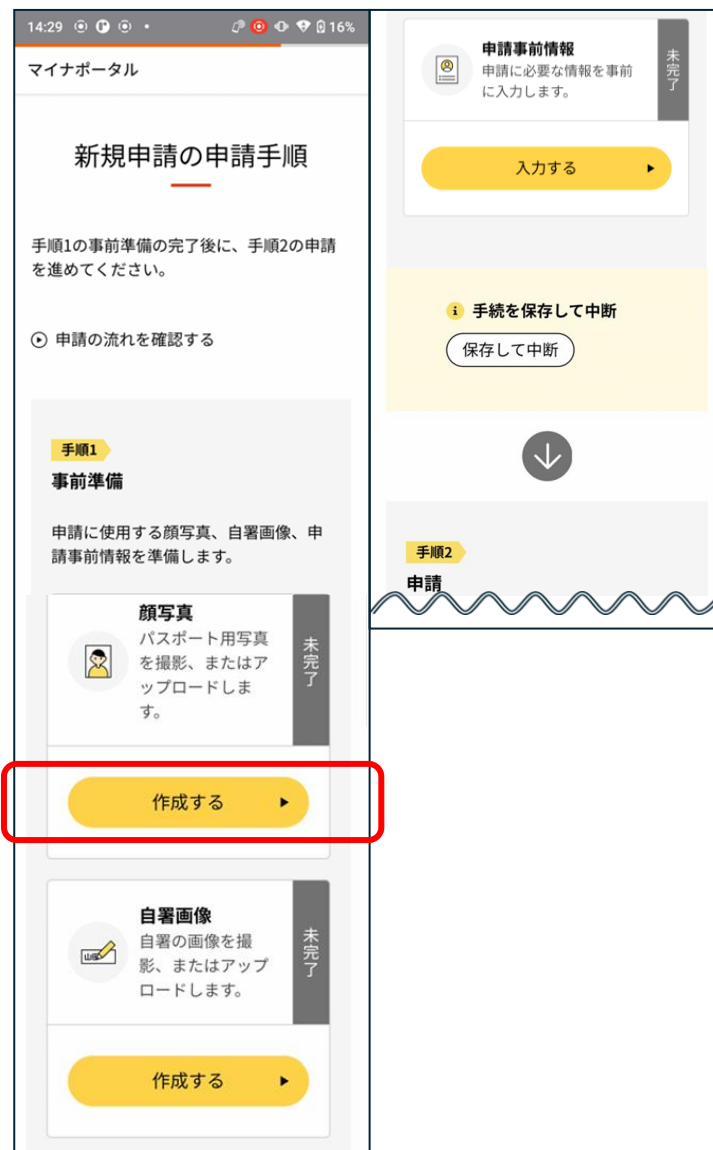 14:29
16%
マイナポータル
新規申請の申請手順
手順1の事前準備の完了後に、手順2の申請
を進めてください。
申請の流れを確認する
手順1
事前準備
申請に使用する顔写真、自署画像、申
請事前情報を準備します。
顔写真
パスポート用写真
を撮影、またはア
ップロードしま
す。
未完了
作成する
自署画像
自署の画像を撮
影、またはアップ
ロードします。
未完了
作成する
申請事前情報
申請に必要な情報を事前
に入力します。
未完了
入力する
手続を保存して中断
保存して中断
手順2
申請